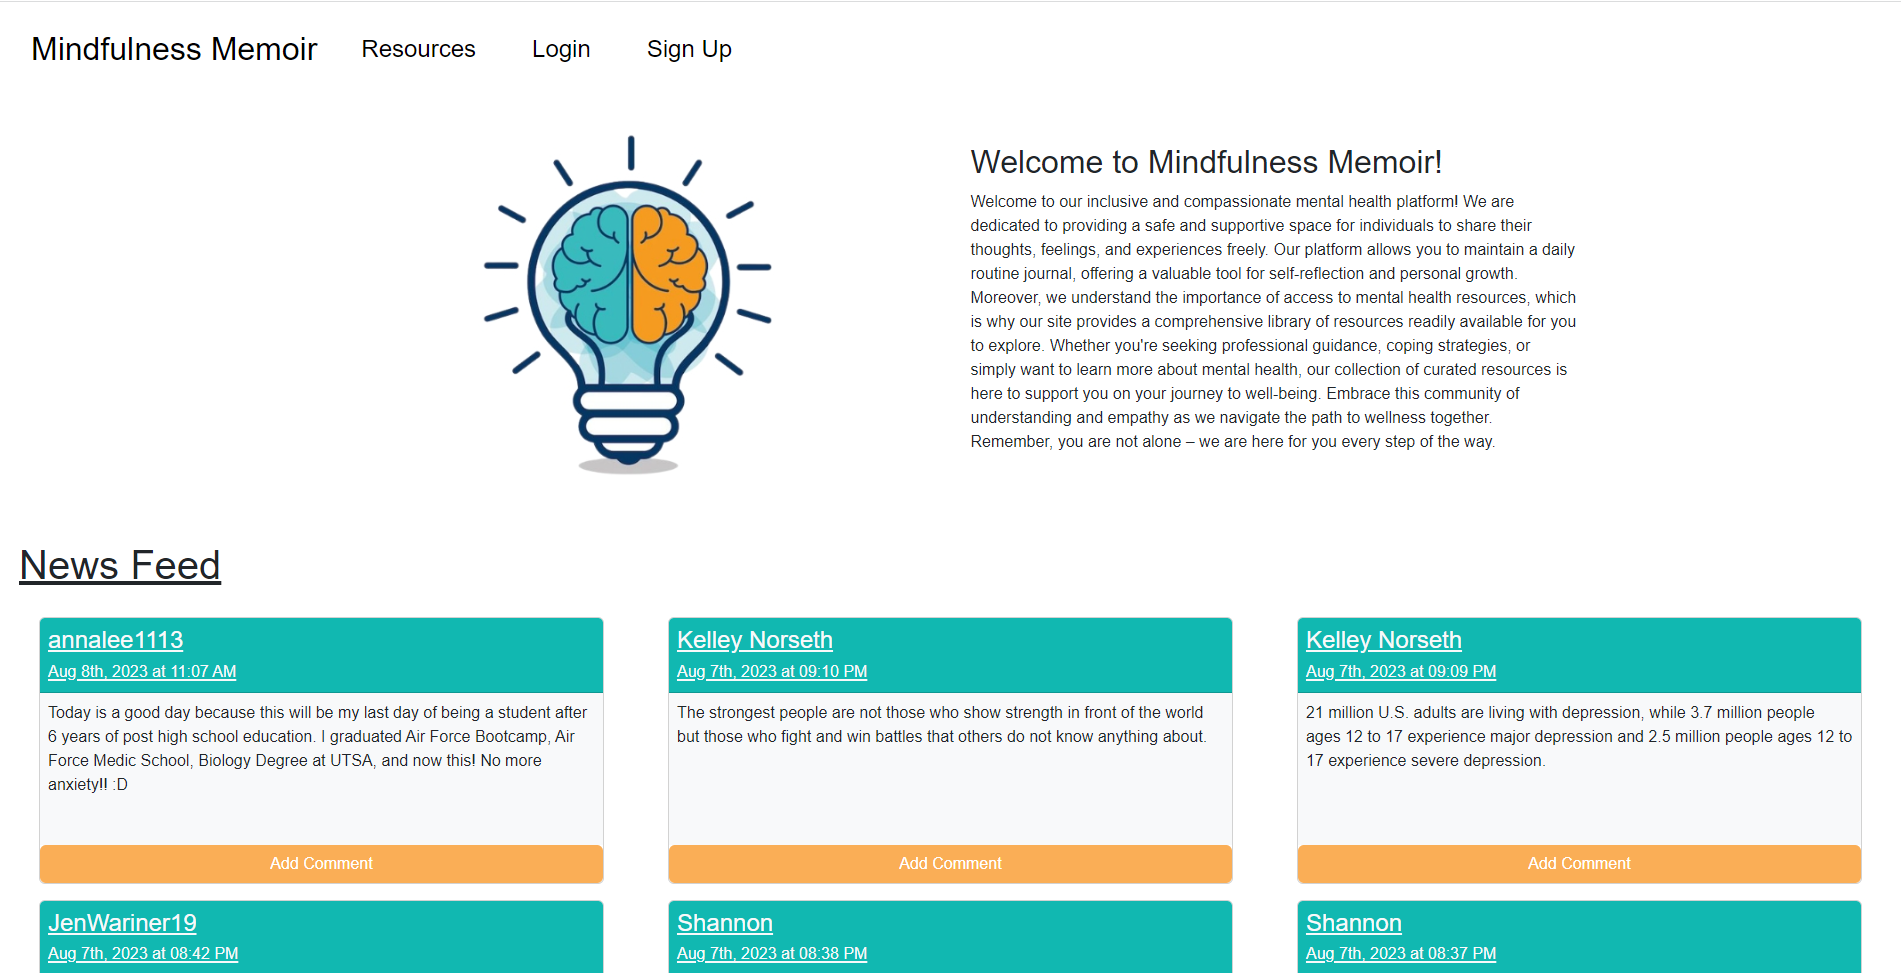 Mindfulness Memoir Resources Login Sign Up
Welcome to Mindfulness Memoir!
Welcome to our inclusive and compassionate mental health platform! We are
dedicated to providing a safe and supportive space for individuals to share their
thoughts, feelings, and experiences freely. Our platform allows you to maintain a daily
routine journal, offering a valuable tool for self-reflection and personal growth.
Moreover, we understand the importance of access to mental health resources, which
is why our site provides a comprehensive library of resources readily available for you
to explore. Whether you're seeking professional guidance, coping strategies, or
simply want to learn more about mental health, our collection of curated resources is
here to support you on your journey to well-being. Embrace this community of
understanding and empathy as we navigate the path to wellness together.
Remember, you are not alone – we are here for you every step of the way.
News Feed
annalee1113
Aug 8th, 2023 at 11:07 AM
Today is a good day because this will be my last day of being a student after
6 years of post high school education. I graduated Air Force Bootcamp, Air
Force Medic School, Biology Degree at UTSA, and now this! No more
anxiety!! :D
Add Comment
Kelley Norseth
Aug 7th, 2023 at 09:10 PM
The strongest people are not those who show strength in front of the world
but those who fight and win battles that others do not know anything about.
Add Comment
Kelley Norseth
Aug 7th, 2023 at 09:09 PM
21 million U.S. adults are living with depression, while 3.7 million people
ages 12 to 17 experience major depression and 2.5 million people ages 12 to
17 experience severe depression.
Add Comment
JenWariner19
Aug 7th, 2023 at 08:42 PM
Shannon
Aug 7th, 2023 at 08:38 PM
Shannon
Aug 7th, 2023 at 08:37 PM